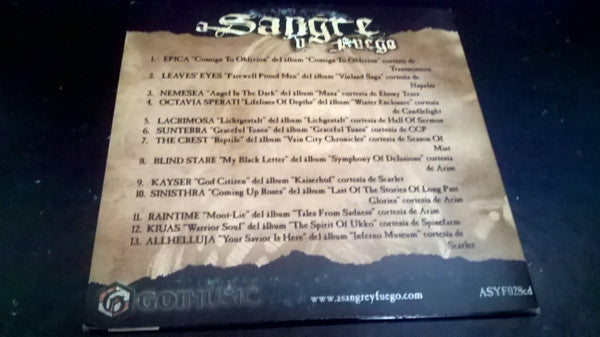 a Sangre
y Fuego
1. EPICA "Consign To Oblivion" del álbum "Consign To Oblivion" cortesía de
Transmission
2. LEAVES' EYES "Farewell Proud Men" del álbum "Vinland Saga" cortesía de
Napalm
3. NEMESEA "Angel In The Dark" del álbum "Mana" cortesía de Ebony Tears
4. OCTAVIA SPERATI "Lifelines Of Depths" del álbum "Winter Enclosure" cortesía
de Candlelight
5. LACRIMOSA "Lichtgestalt" del álbum "Lichtgestalt" cortesía de Hall Of Sermon
6. SUNTERRA "Graceful Tunes" del álbum "Graceful Tunes" cortesía de CCP
7. THE CREST "Reptile" del álbum "Vain City Chronicles" cortesía de Season Of
Mist
8. BLIND STARE "My Black Letter" del álbum "Symphony Of Delusions" cortesía
de Arise
9. KAYSER "God Citizen" del álbum "Kaiserhof" cortesía de Scarlet
10. SINISTHRA "Coming Up Roses" del álbum "Last Of The Stories Of Long Past
Glories" cortesía de Arise
11. RAINTIME "Moot-Lie" del álbum "Tales From Sadness" cortesía de Arise
12. KIUAS "Warrior Soul" del álbum "The Spirit Of Ukko" cortesía de Spinefarm
13. ALLHELLUJA "Your Savior Is Here" del álbum "Inferno Museum" cortesía de
Scarlet
GOIMUSIC
www.asangreyfuego.com
ASYF028cd